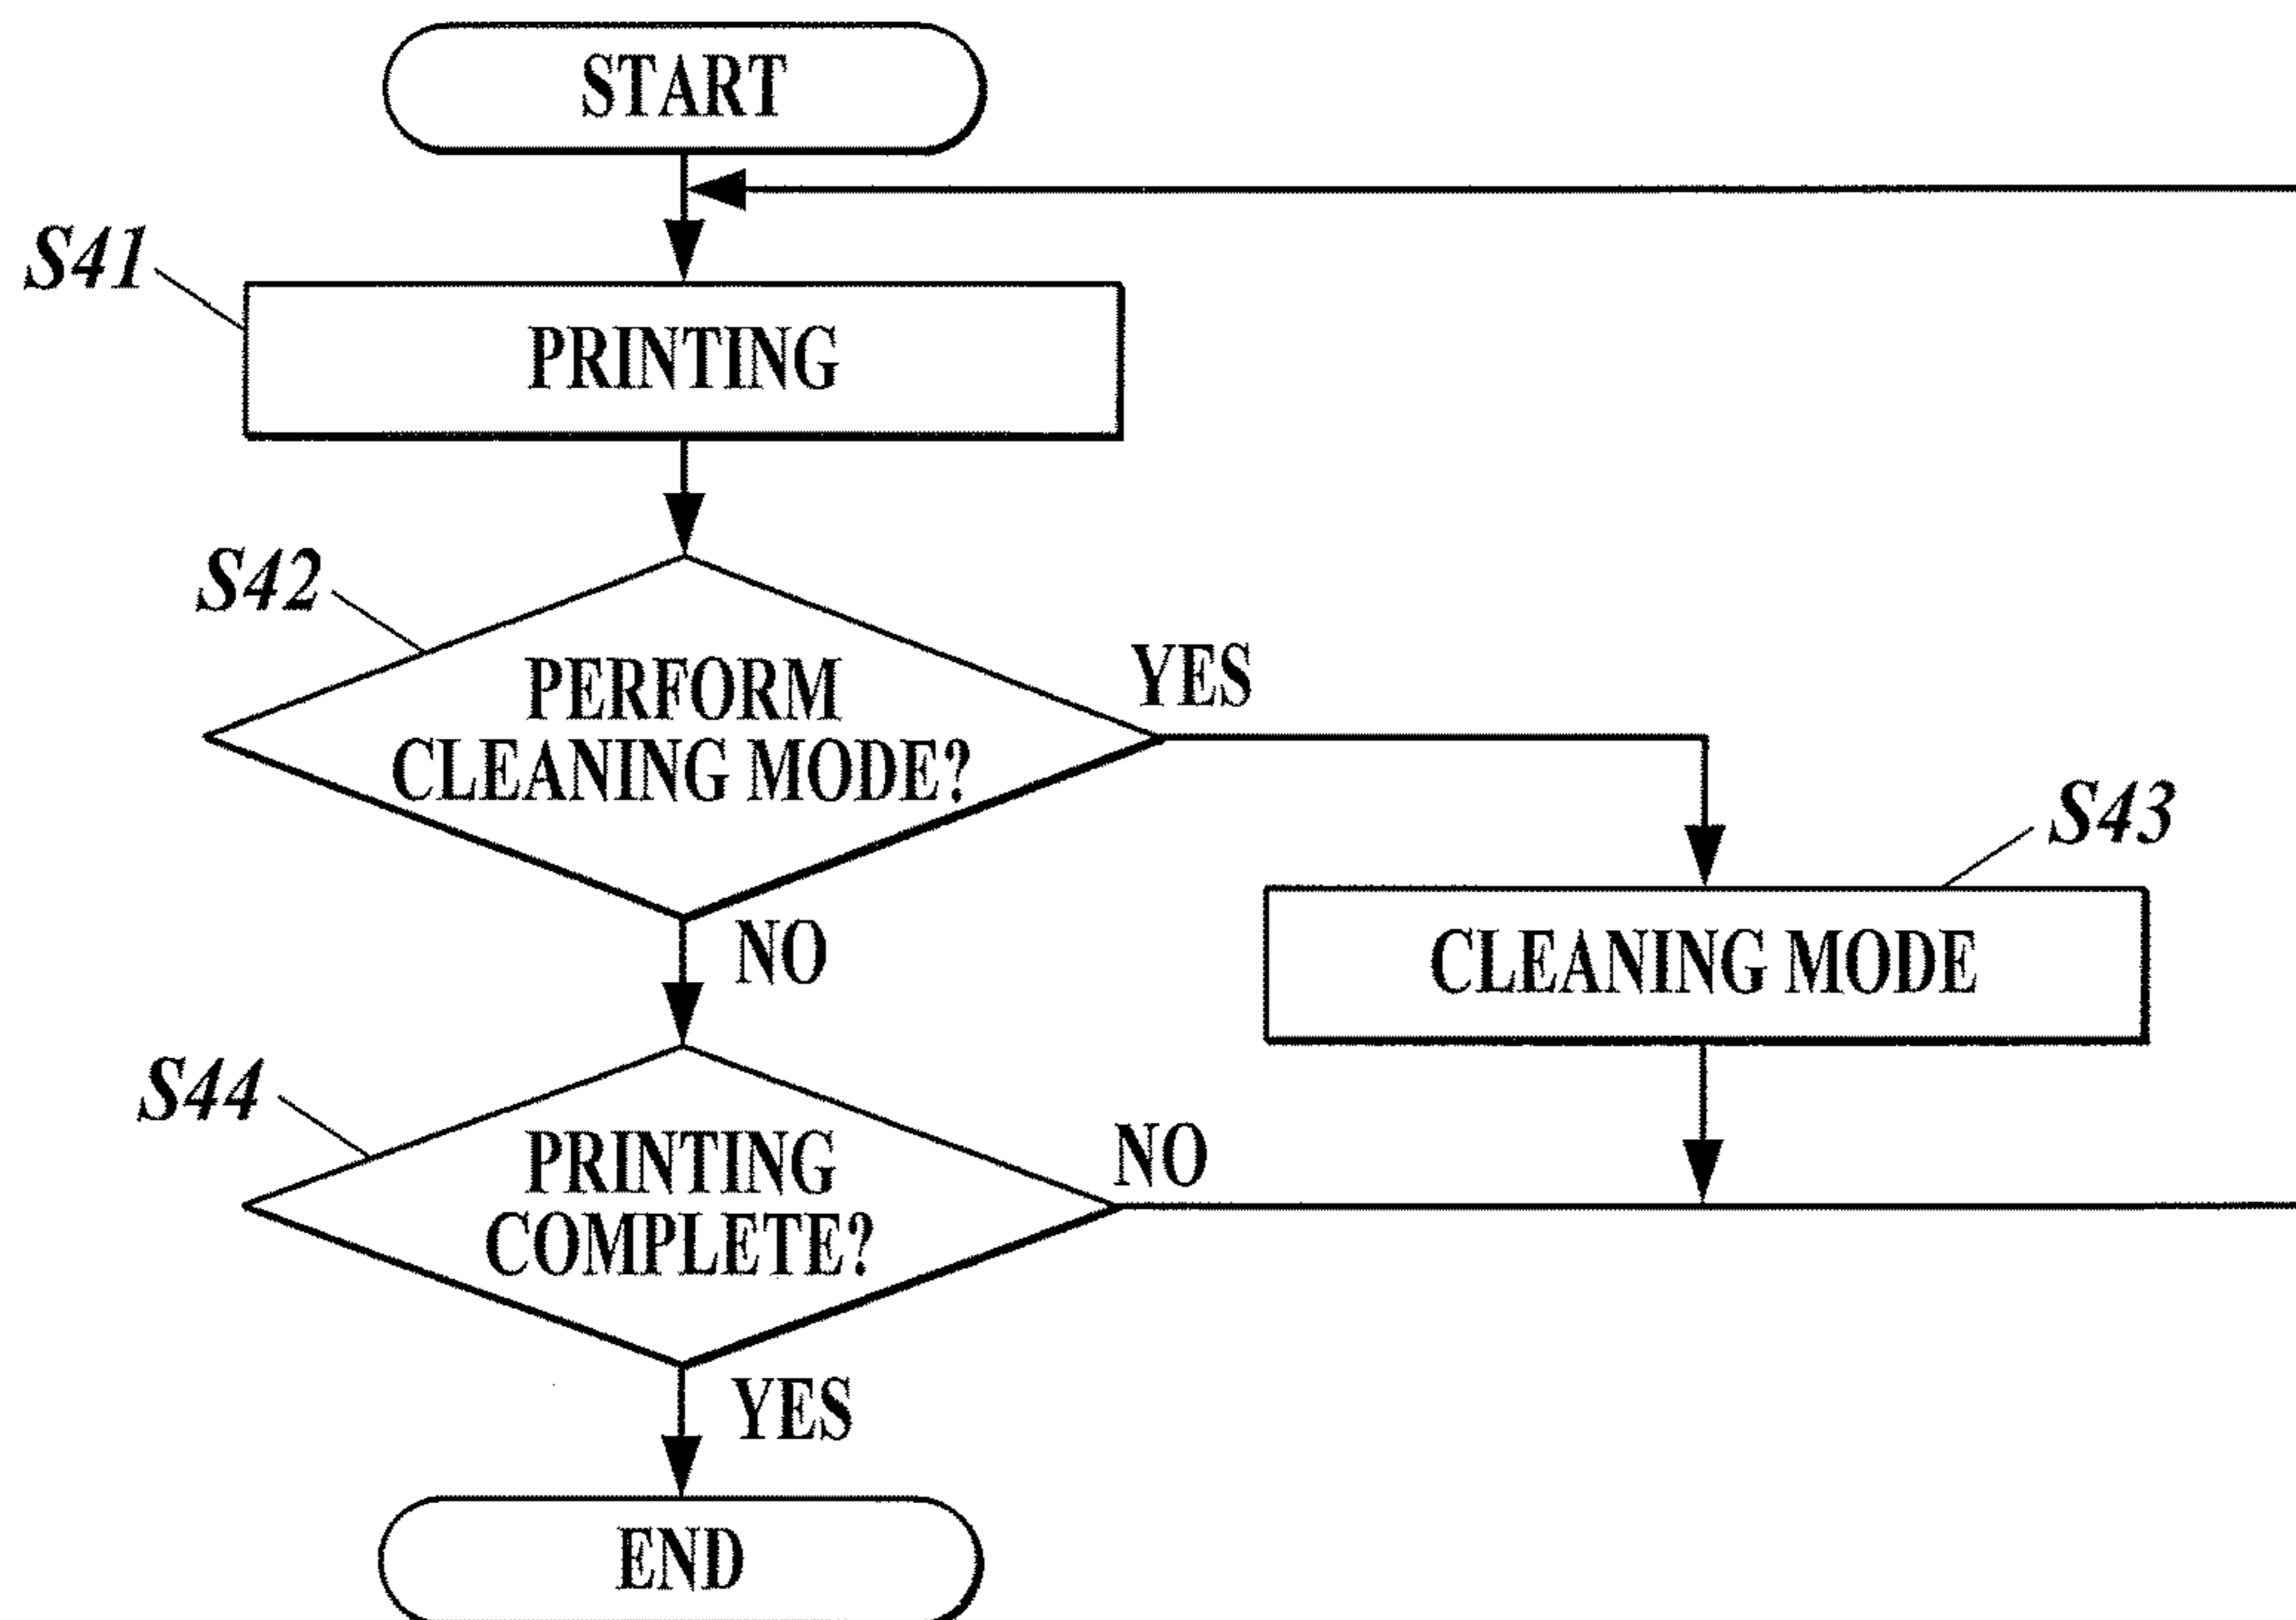 START
S41
PRINTING
S42
PERFORM
CLEANING MODE?
YES
NO
S43
CLEANING MODE
S44
PRINTING
COMPLETE?
NO
YES
END